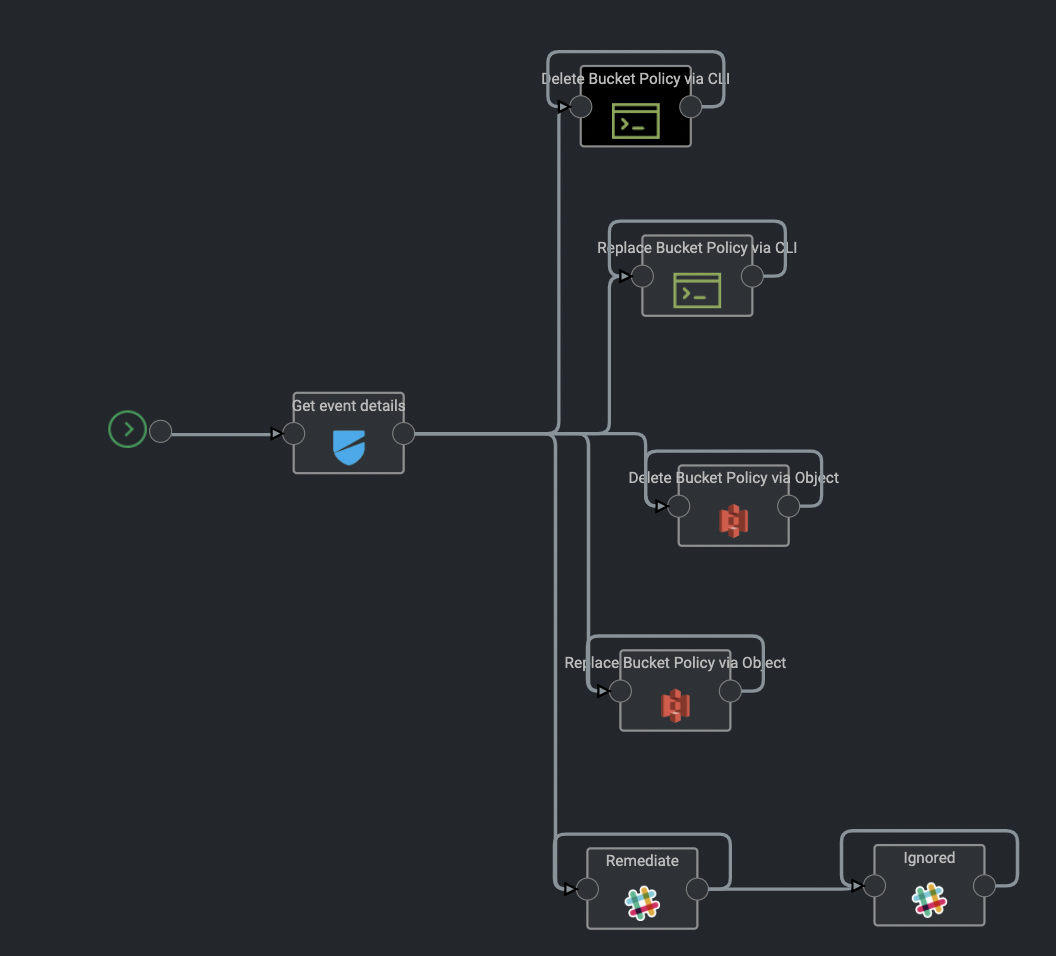 Delete Bucket Policy via CLI
Replace Bucket Policy via CLI
Get event details
Delete Bucket Policy via Object
Replace Bucket Policy via Object
Remediate
Ignored